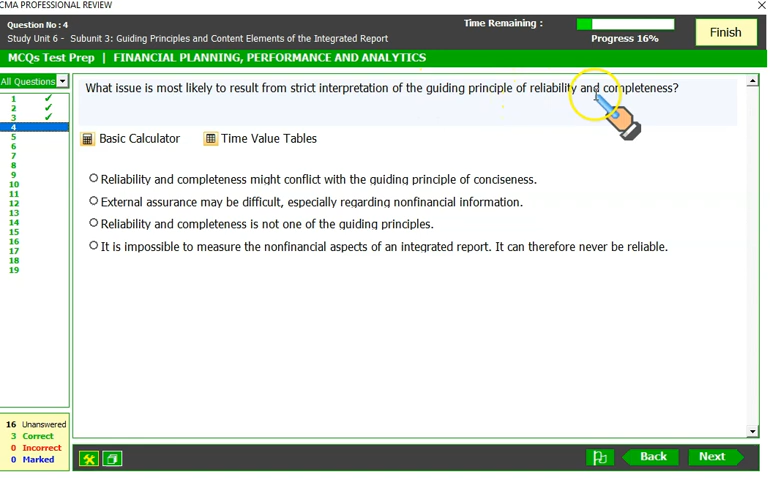 CMA PROFESSIONAL REVIEW
Question No : 4
Time Remaining :
Progress 16%
Finish
Study Unit 6 - Subunit 3: Guiding Principles and Content Elements of the Integrated Report
MCQs Test Prep | FINANCIAL PLANNING, PERFORMANCE AND ANALYTICS
All Questions
1
2
3
4
5
6
7
8
9
10
11
12
13
14
15
16
17
18
19
What issue is most likely to result from strict interpretation of the guiding principle of reliability and completeness?
Basic Calculator Time Value Tables
Reliability and completeness might conflict with the guiding principle of conciseness.
External assurance may be difficult, especially regarding nonfinancial information.
Reliability and completeness is not one of the guiding principles.
It is impossible to measure the nonfinancial aspects of an integrated report. It can therefore never be reliable.
16 Unanswered
3 Correct
0 Incorrect
0 Marked
Back
Next